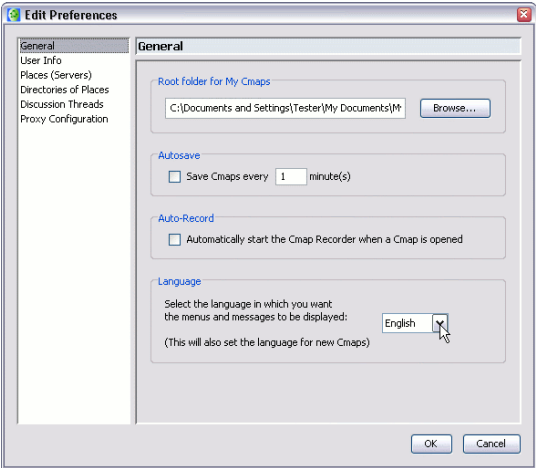 Edit Preferences
General
User Info
Places (Servers)
Directories of Places
Discussion Threads
Proxy Configuration
General
Root folder for My Cmaps
C:\Documents and Settings\Tester\My Documents\M
Browse...
Autosave
Save Cmaps every 1 minute(s)
Auto-Record
Automatically start the Cmap Recorder when a Cmap is opened
Language
Select the language in which you want
the menus and messages to be displayed:
English
(This will also set the language for new Cmaps)
OK
Cancel